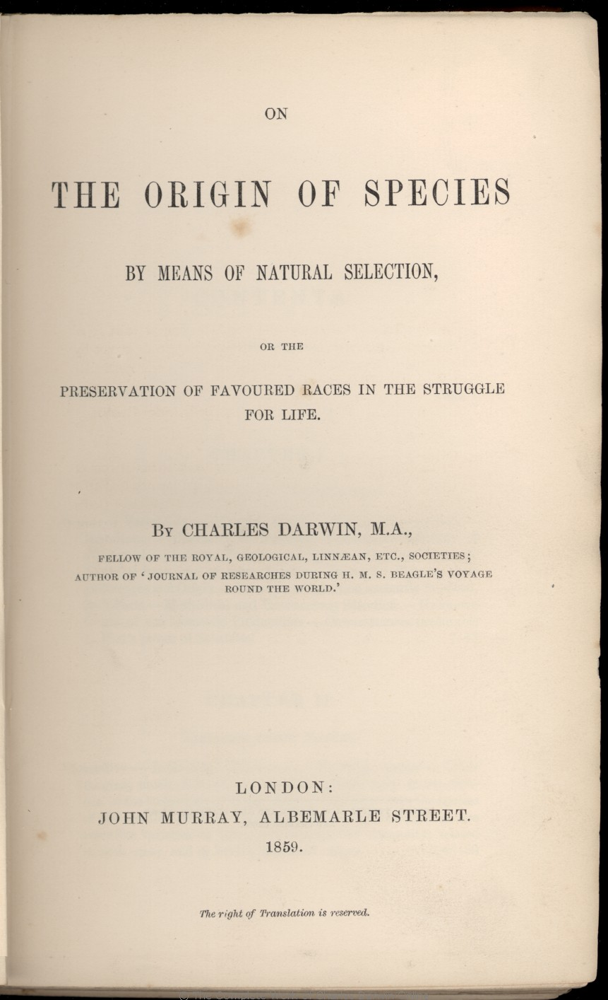 ON
THE ORIGIN OF SPECIES
BY MEANS OF NATURAL SELECTION,
OR THE
PRESERVATION OF FAVOURED RACES IN THE STRUGGLE
FOR LIFE.
BY CHARLES DARWIN, M.A.,
FELLOW OF THE ROYAL, GEOLOGICAL, LINNÆAN, ETC., SOCIETIES;
AUTHOR OF ‘JOURNAL OF RESEARCHES DURING H. M. S. BEAGLE’S VOYAGE
ROUND THE WORLD.’
LONDON:
JOHN MURRAY, ALBEMARLE STREET.
1859.
The right of Translation is reserved.